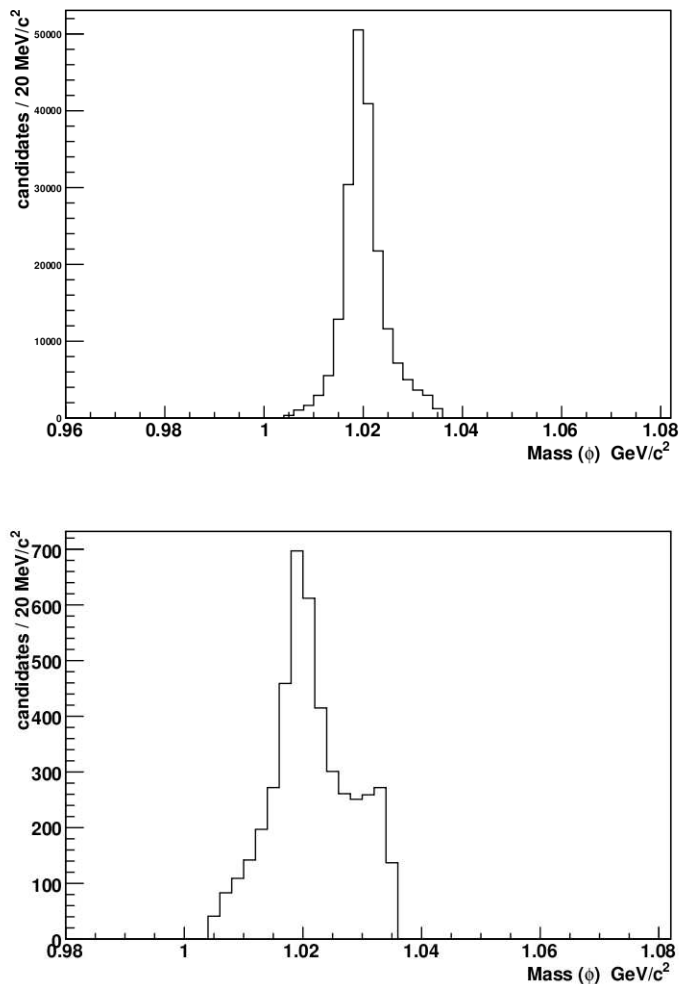 candidates / 20 MeV/c²
50000
40000
30000
20000
10000
0
0.96 0.98 1 1.02 1.04 1.06 1.08
Mass (ϕ) GeV/c²
candidates / 20 MeV/c²
700
600
500
400
300
200
100
0
0.98 1 1.02 1.04 1.06 1.08
Mass (ϕ) GeV/c²